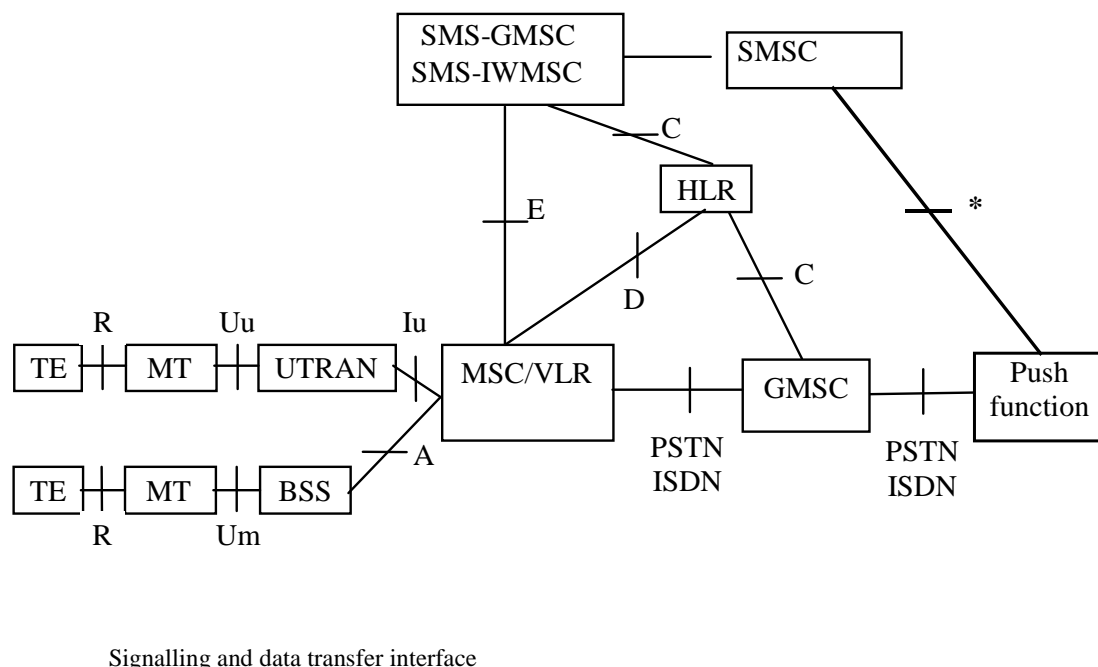 SMS-GMSC
SMS-IWMSC
SMSC
C
HLR
E
*
D
C
R
Uu
Iu
TE
MT
UTRAN
MSC/VLR
GMSC
Push
function
PSTN
ISDN
PSTN
ISDN
A
TE
MT
BSS
R
Um
Signalling and data transfer interface